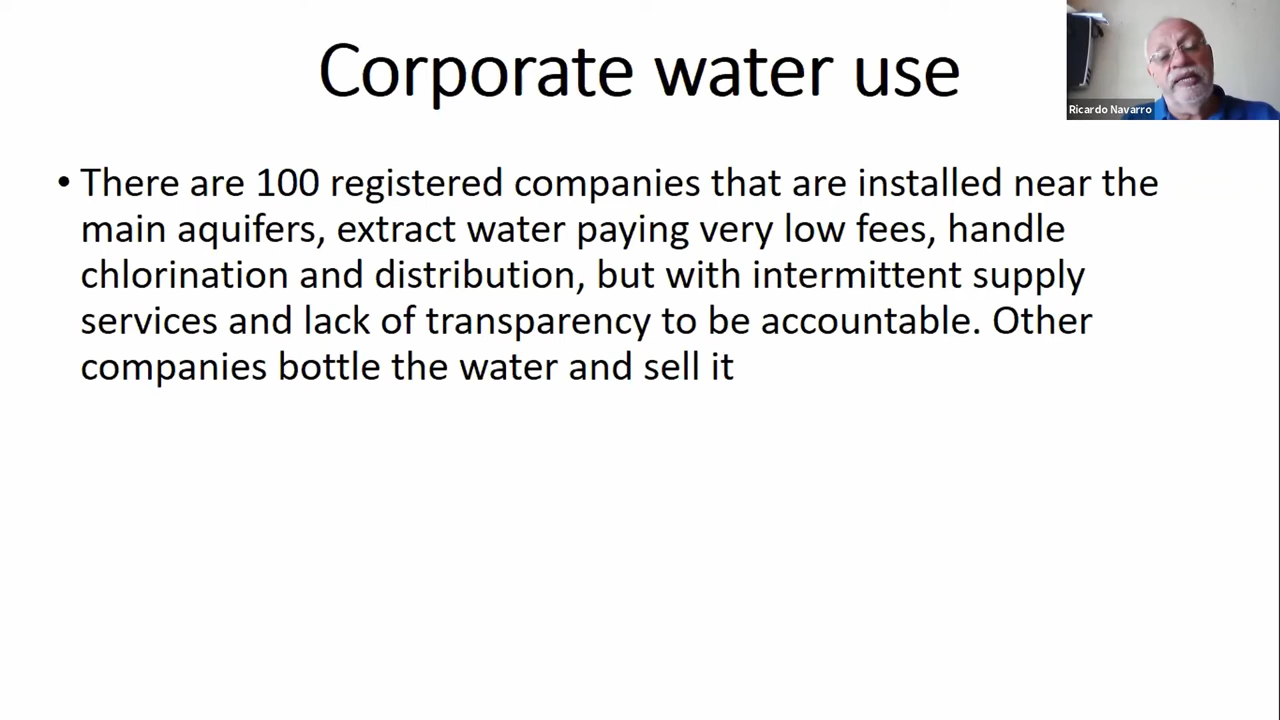 Corporate water use
Ricardo Navarro
• There are 100 registered companies that are installed near the
main aquifers, extract water paying very low fees, handle
chlorination and distribution, but with intermittent supply
services and lack of transparency to be accountable. Other
companies bottle the water and sell it